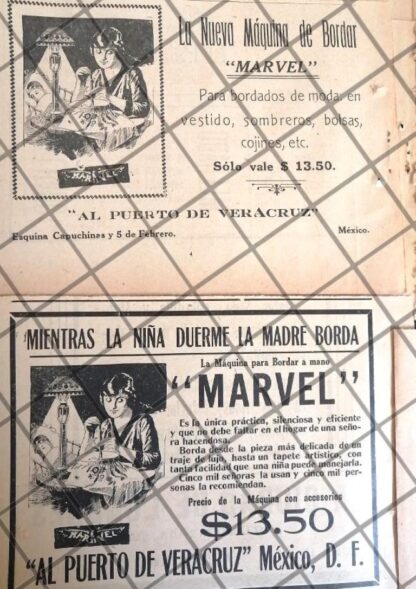 La Nueva Máquina de Bordar
"MARVEL"
Para bordados de moda: en
vestido, sombreros, bolsas,
cojines, etc.
Sólo vale $ 13.50.
MARVEL
"AL PUERTO DE VERACRUZ"
Esquina Capuchinas y 5 de Febrero. México.
MIENTRAS LA NIÑA DUERME LA MADRE BORDA
La Máquina para Bordar a mano
"MARVEL"
Es la única práctica, silenciosa y eficiente
y que no debe faltar en el hogar de una seño-
ra hacendosa.
Borda desde la pieza más delicada de un
traje de lujo, hasta un tapete artístico, con
tanta facilidad que una niña puede manejarla.
Cinco mil señoras la usan y cinco mil per-
sonas la recomiendan.
Precio de la Máquina con accesorios
$13.50
MARVEL
"AL PUERTO DE VERACRUZ" México, D. F.